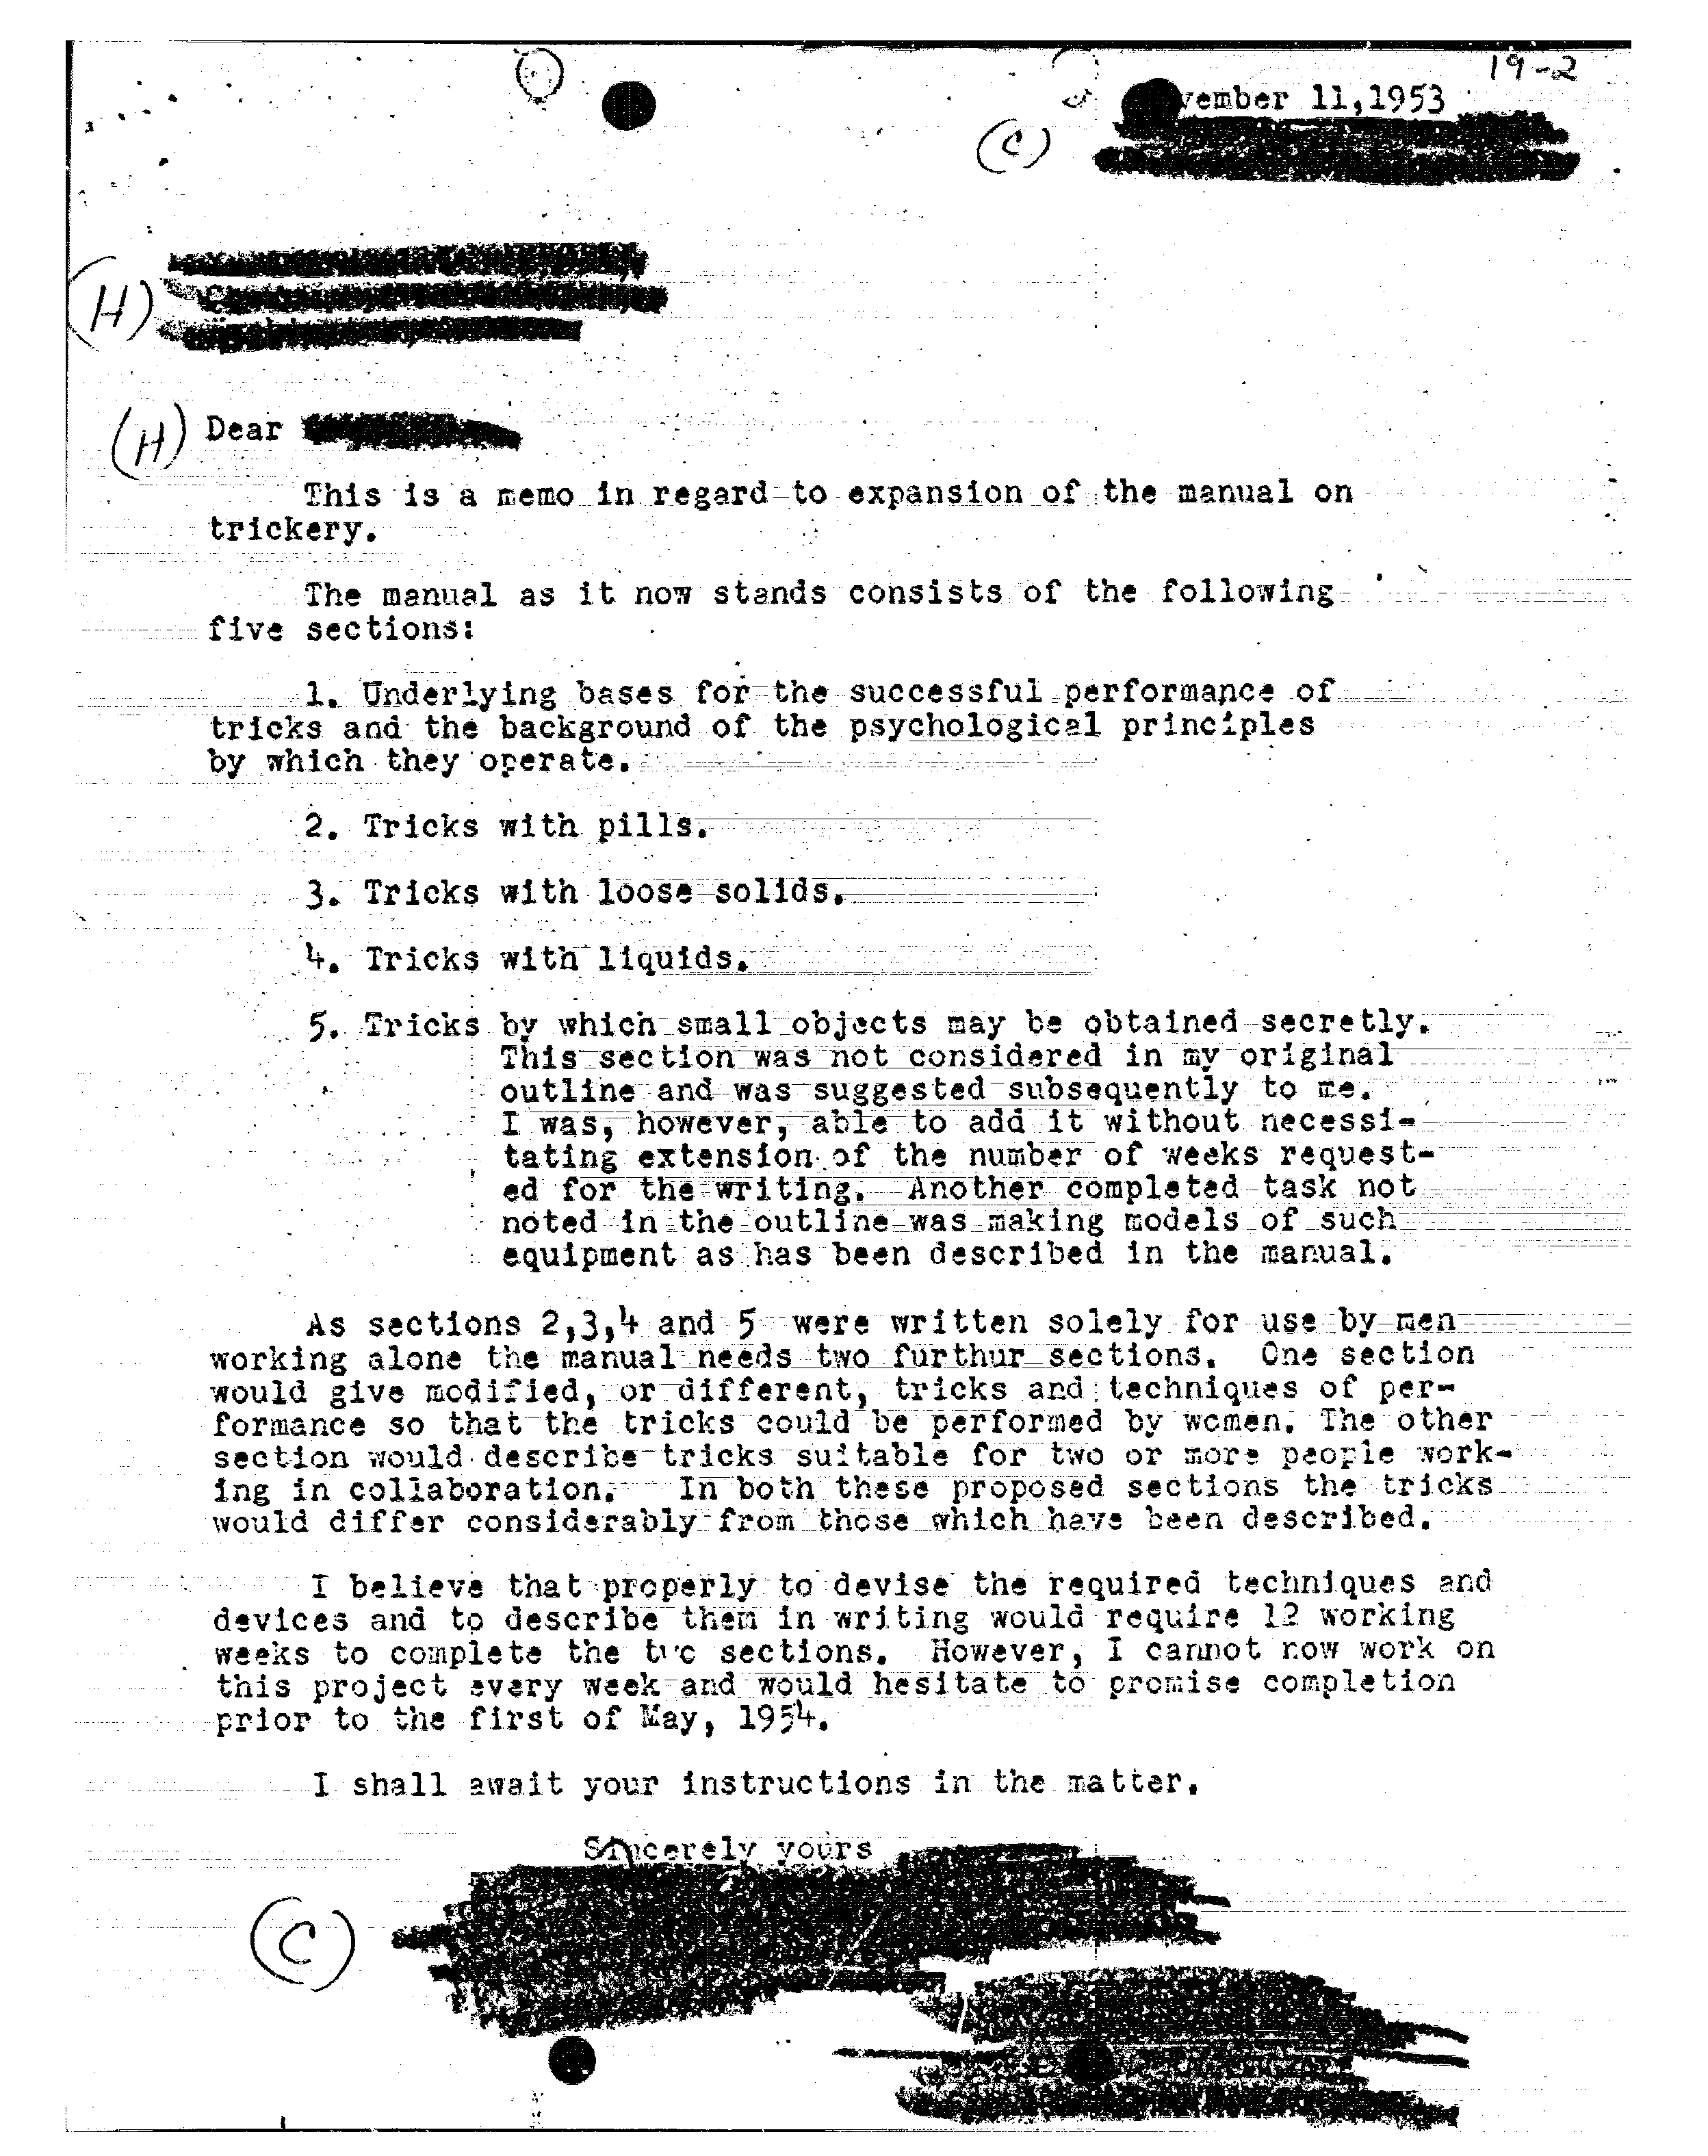 19-2
vember 11,1953
(C)
(H)
(H) Dear
This is a memo in regard to expansion of the manual on
trickery.
The manual as it now stands consists of the following
five sections:
1. Underlying bases for the successful performance of
tricks and the background of the psychological principles
by which they operate.
2. Tricks with pills.
3. Tricks with loose solids.
4. Tricks with liquids.
5. Tricks by which small objects may be obtained secretly.
This section was not considered in my original
outline and was suggested subsequently to me.
I was, however, able to add it without necessi-
tating extension of the number of weeks request-
ed for the writing. Another completed task not
noted in the outline was making models of such
equipment as has been described in the manual.
As sections 2,3,4 and 5 were written solely for use by men
working alone the manual needs two furthur sections. One section
would give modified, or different, tricks and techniques of per-
formance so that the tricks could be performed by women. The other
section would describe tricks suitable for two or more people work-
ing in collaboration. In both these proposed sections the tricks
would differ considerably from those which have been described.
I believe that properly to devise the required techniques and
devices and to describe them in writing would require 12 working
weeks to complete the two sections. However, I cannot now work on
this project every week and would hesitate to promise completion
prior to the first of May, 1954.
I shall await your instructions in the matter.
Sincerely yours
(C)